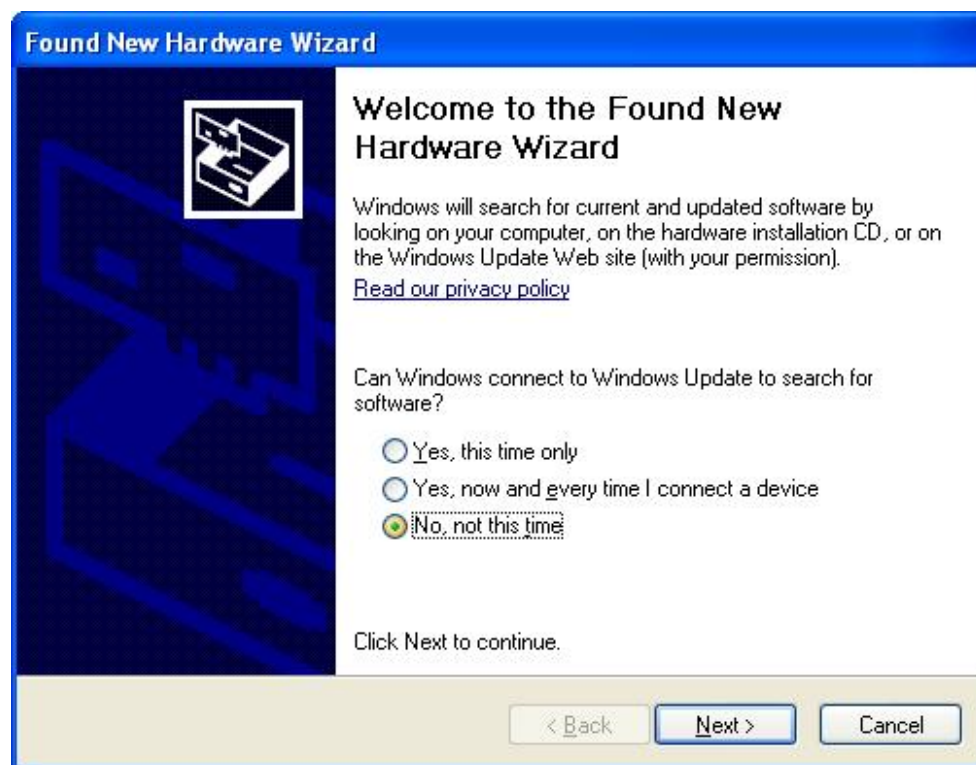 Found New Hardware Wizard
Welcome to the Found New
Hardware Wizard
Windows will search for current and updated software by
looking on your computer, on the hardware installation CD, or on
the Windows Update Web site (with your permission).
Read our privacy policy
Can Windows connect to Windows Update to search for
software?
Yes, this time only
Yes, now and every time I connect a device
No, not this time
Click Next to continue.
< Back
Next >
Cancel